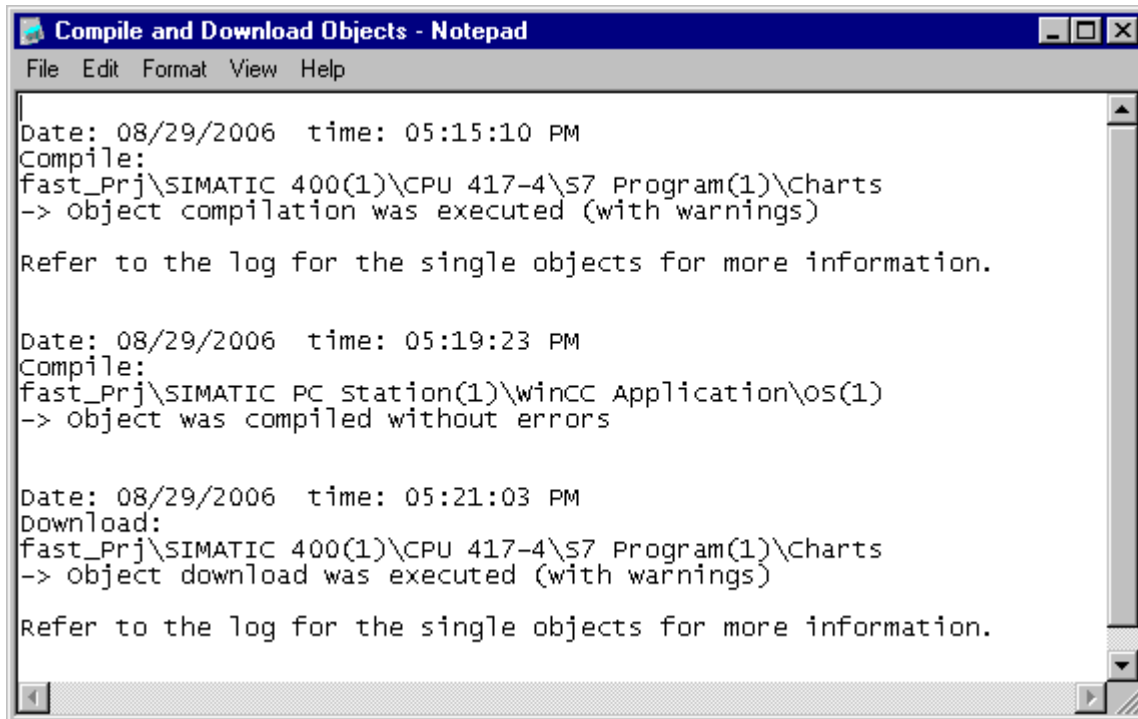 Compile and Download Objects - Notepad
File Edit Format View Help
Date: 08/29/2006 time: 05:15:10 PM
Compile:
fast_Prj\SIMATIC 400(1)\CPU 417-4\S7 Program(1)\Charts
-> Object compilation was executed (with warnings)
Refer to the log for the single objects for more information.
Date: 08/29/2006 time: 05:19:23 PM
Compile:
fast_Prj\SIMATIC PC Station(1)\WinCC Application\OS(1)
-> Object was compiled without errors
Date: 08/29/2006 time: 05:21:03 PM
Download:
fast_Prj\SIMATIC 400(1)\CPU 417-4\S7 Program(1)\Charts
-> Object download was executed (with warnings)
Refer to the log for the single objects for more information.